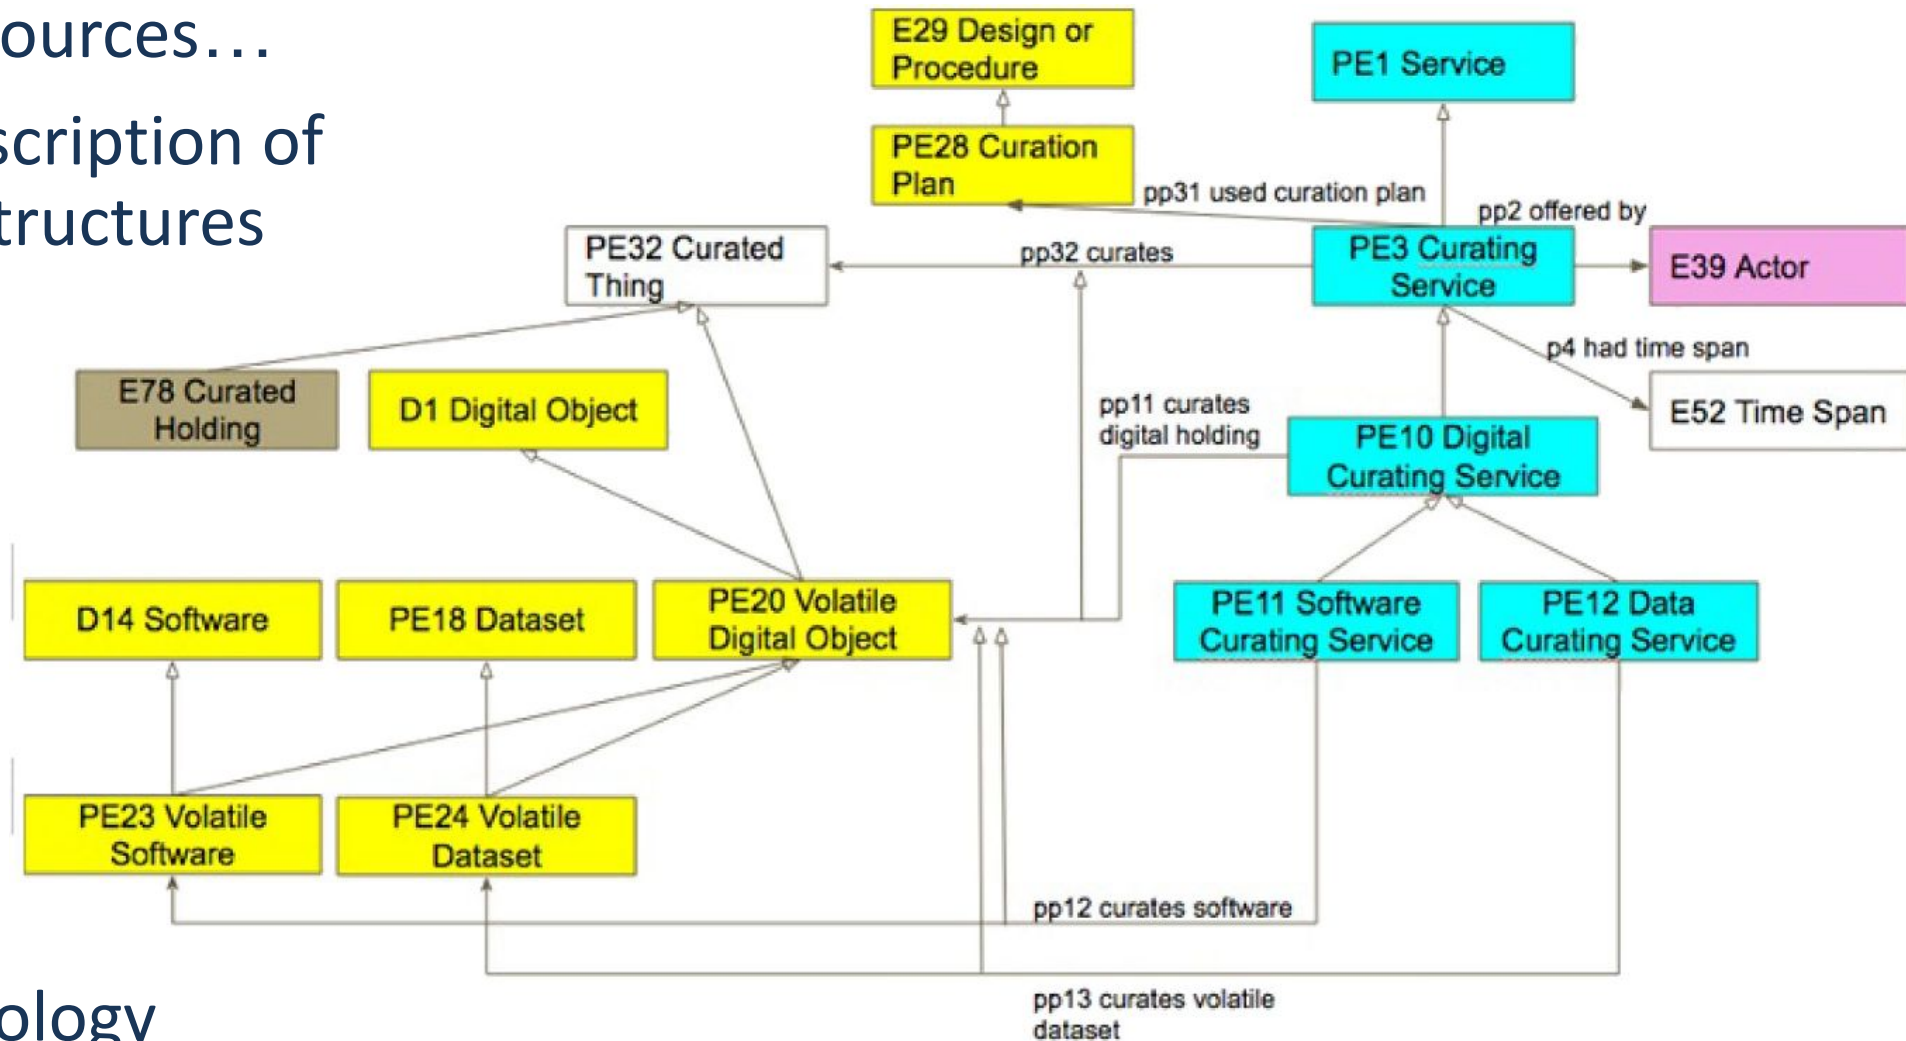 ources…
scription of
tructures
E29 Design or
Procedure
PE1 Service
PE28 Curation
Plan
pp31 used curation plan
pp2 offered by
PE32 Curated
Thing
pp32 curates
PE3 Curating
Service
E39 Actor
p4 had time span
E78 Curated
Holding
D1 Digital Object
pp11 curates
digital holding
E52 Time Span
PE10 Digital
Curating Service
D14 Software
PE18 Dataset
PE20 Volatile
Digital Object
PE11 Software
Curating Service
PE12 Data
Curating Service
PE23 Volatile
Software
PE24 Volatile
Dataset
pp12 curates software
pp13 curates volatile
dataset
ology